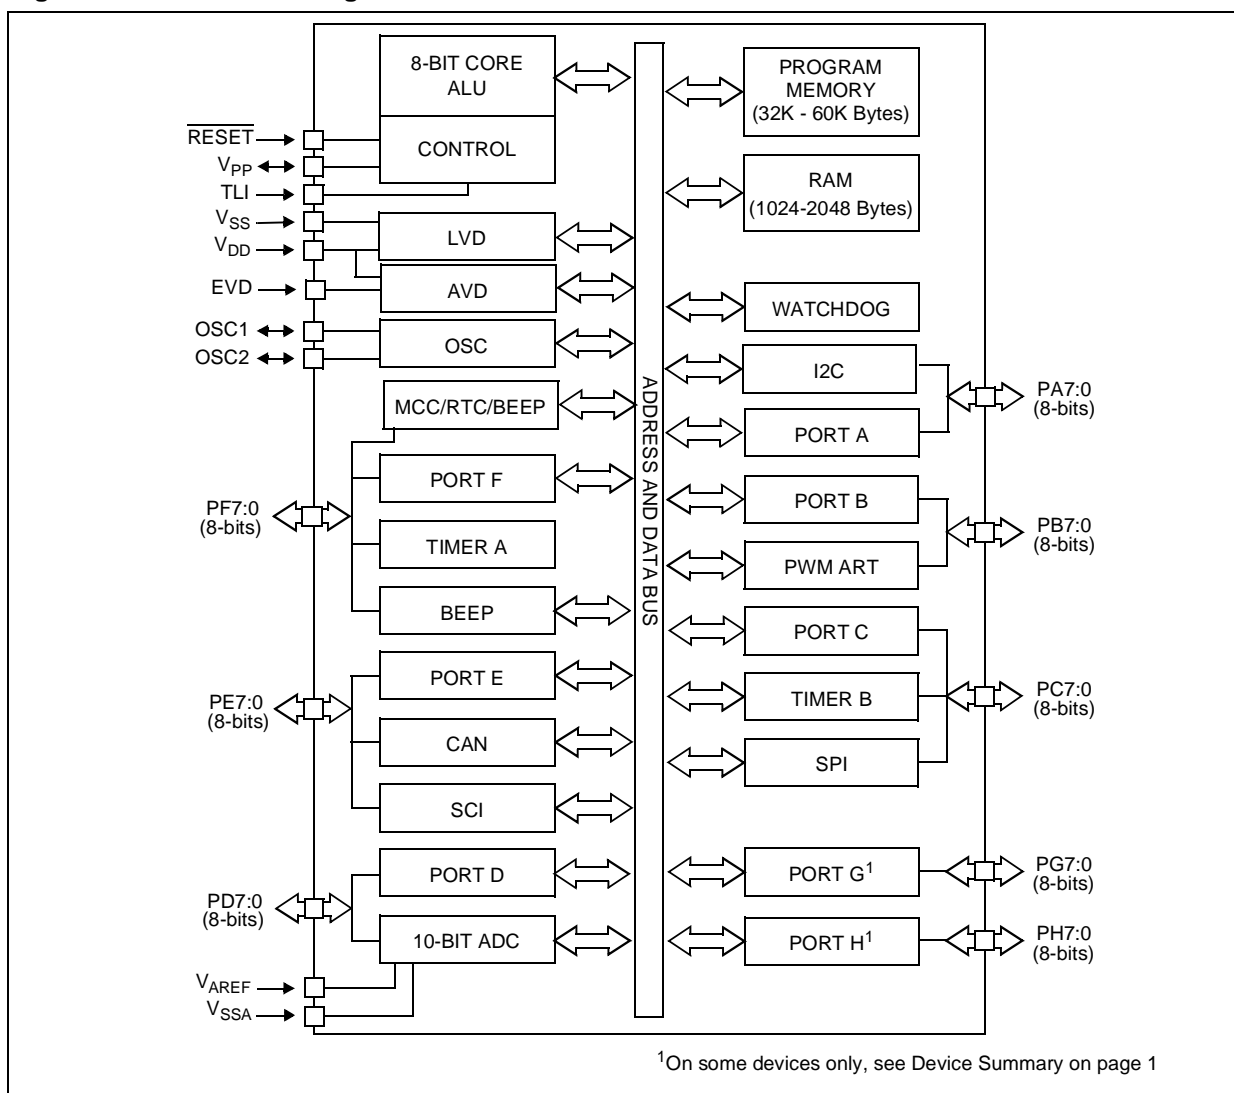 8-BIT CORE
ALU
CONTROL
RESET
VPP
TLI
VSS
VDD
EVD
OSC1
OSC2
LVD
AVD
OSC
MCC/RTC/BEEP
PORT F
TIMER A
BEEP
PF7:0
(8-bits)
PORT E
CAN
SCI
PE7:0
(8-bits)
PORT D
10-BIT ADC
PD7:0
(8-bits)
VAREF
VSSA
ADDRESS AND DATA BUS
PROGRAM
MEMORY
(32K - 60K Bytes)
RAM
(1024-2048 Bytes)
WATCHDOG
I2C
PORT A
PA7:0
(8-bits)
PORT B
PWM ART
PB7:0
(8-bits)
PORT C
TIMER B
SPI
PC7:0
(8-bits)
PORT G1
PG7:0
(8-bits)
PORT H1
PH7:0
(8-bits)
1On some devices only, see Device Summary on page 1